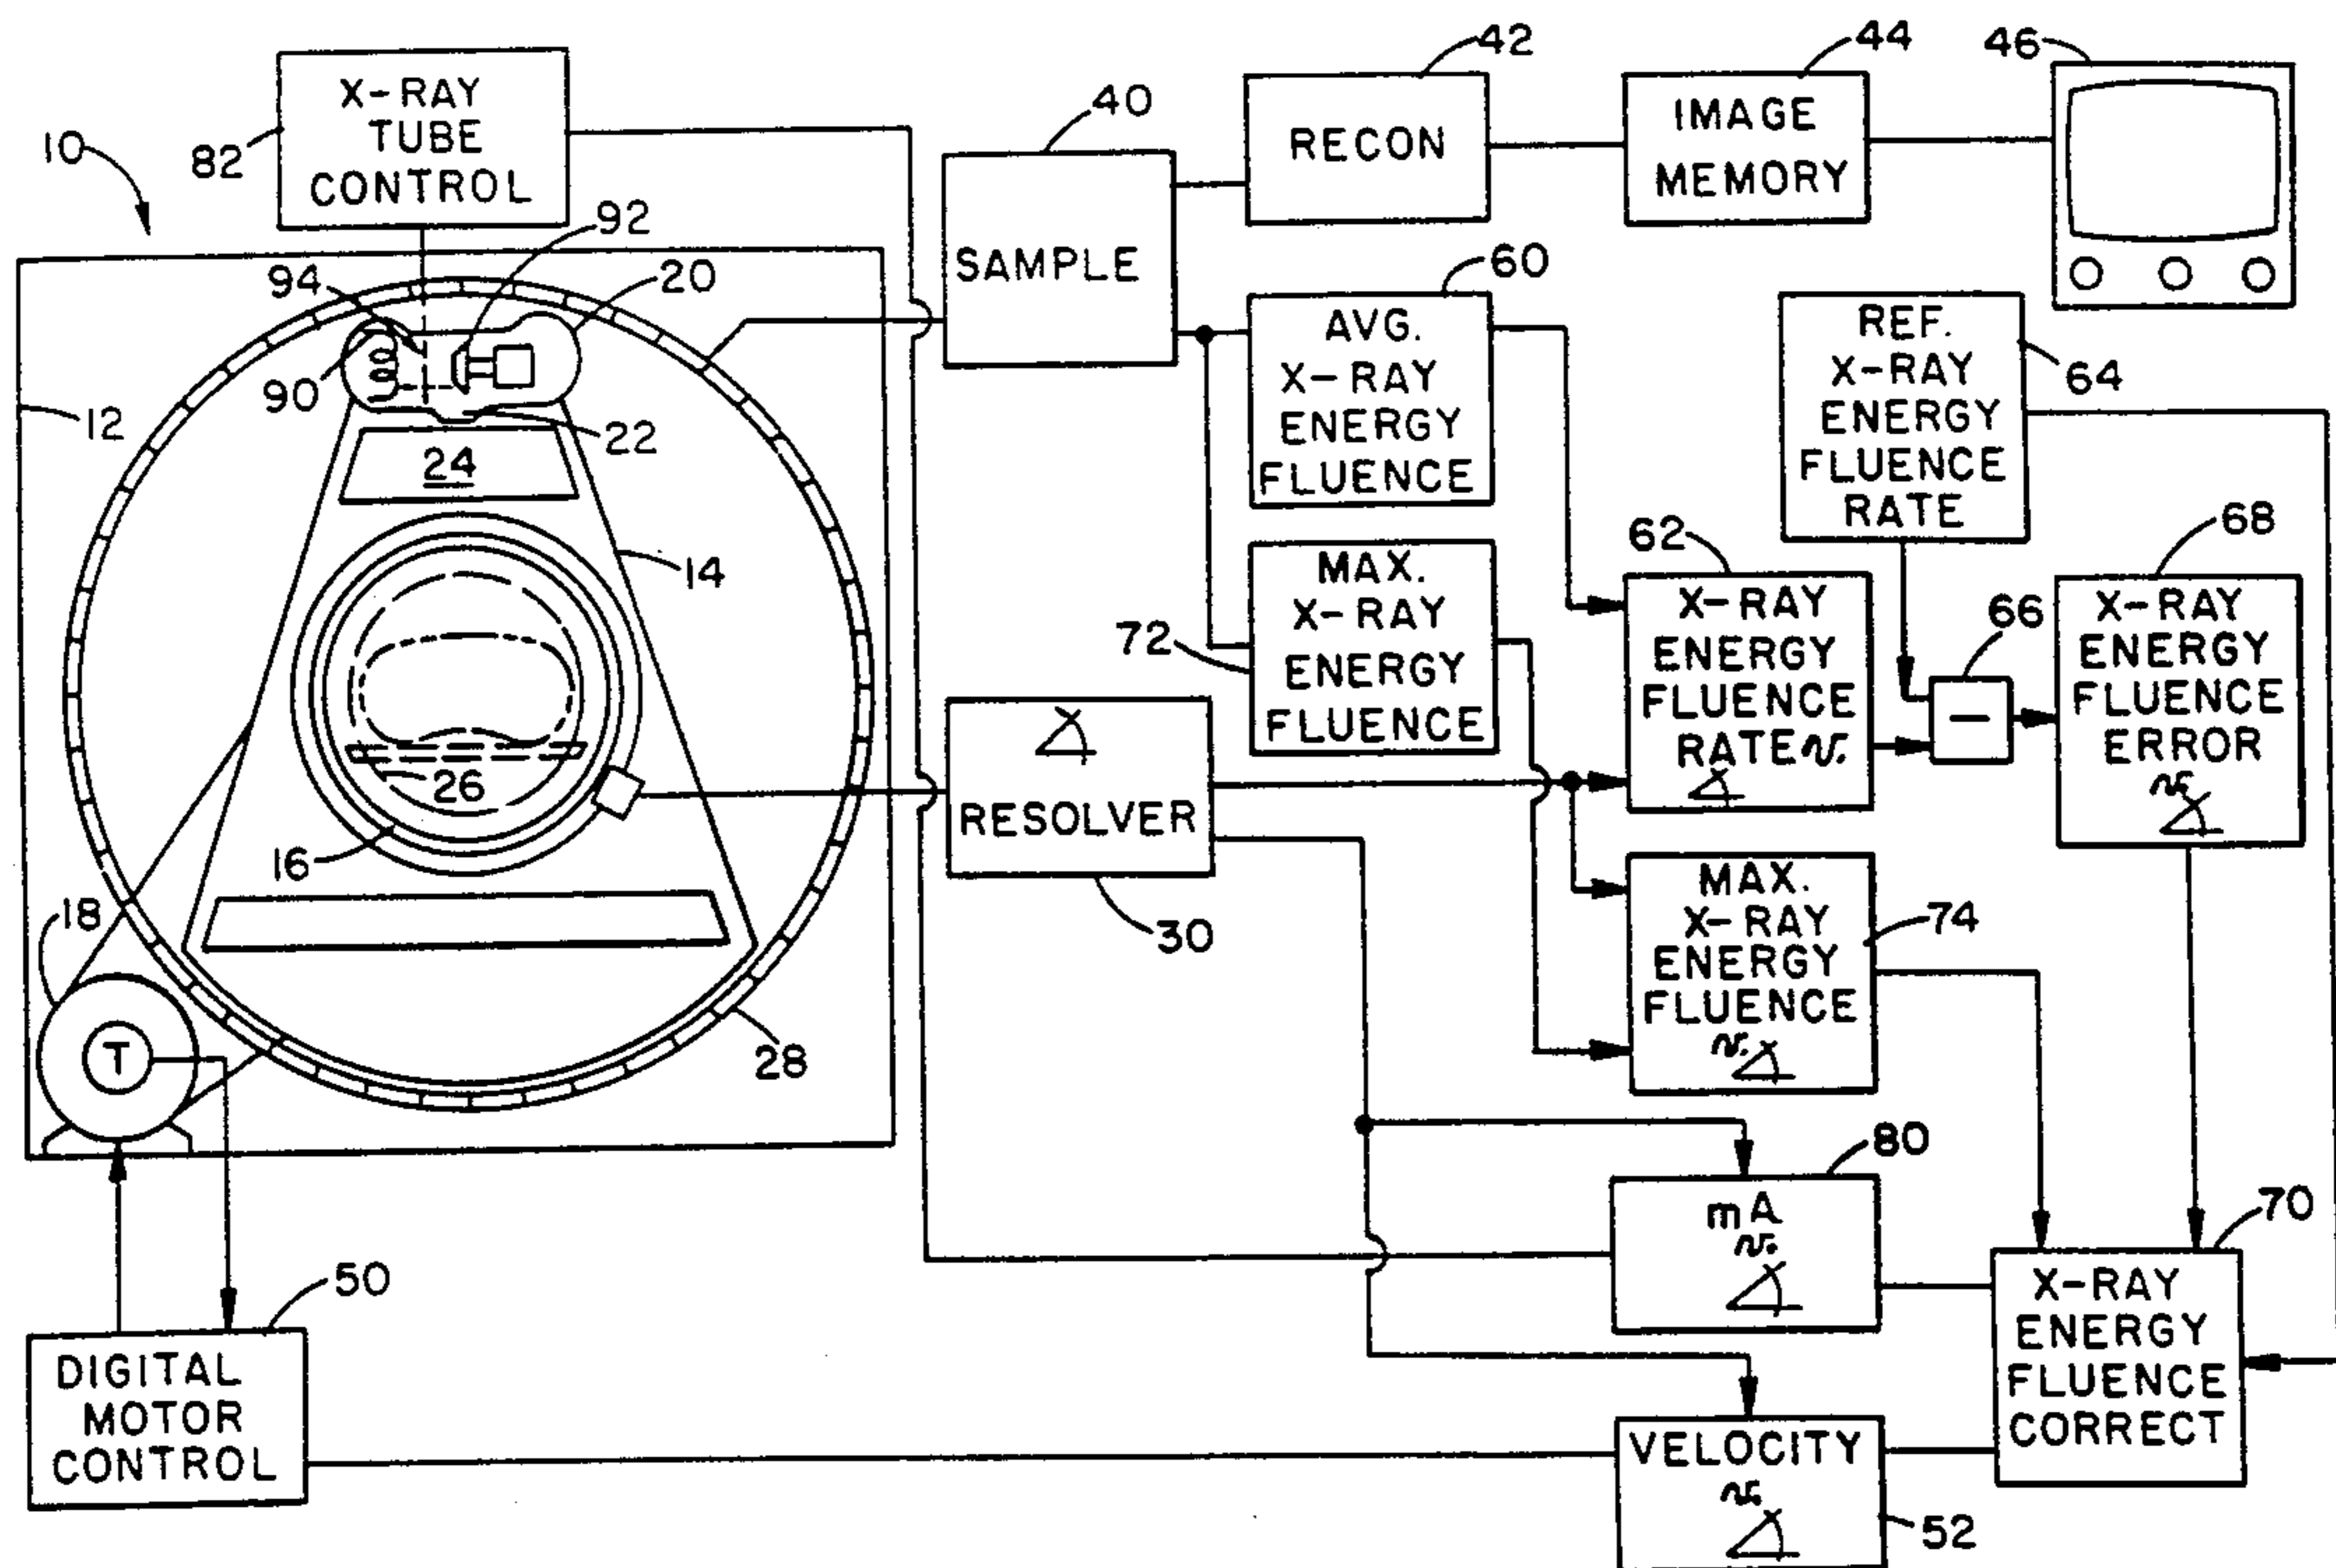 X-RAY
TUBE
CONTROL
82
10
12
94
92
20
90
22
24
14
26
16
18
T
28
50
DIGITAL
MOTOR
CONTROL
40
SAMPLE
42
RECON
44
IMAGE
MEMORY
46
60
AVG.
X-RAY
ENERGY
FLUENCE
REF.
X-RAY
ENERGY
FLUENCE
RATE
64
72
MAX.
X-RAY
ENERGY
FLUENCE
62
X-RAY
ENERGY
FLUENCE
RATE v.
∡
66
−
68
X-RAY
ENERGY
FLUENCE
ERROR
v.
∡
∡
RESOLVER
30
MAX.
X-RAY
ENERGY
FLUENCE
v. ∡
74
80
mA
v.
∡
70
X-RAY
ENERGY
FLUENCE
CORRECT
VELOCITY
v.
∡
52